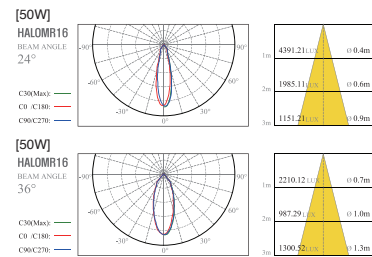 [50W]
HALOMR16
BEAM ANGLE
24°
C30(Max):
C0 /C180:
C90/C270:
-90° 90°
-60° 60°
-30° 30°
0°
1m 4391.21LUX Ø 0.4m
2m 1985.11LUX Ø 0.6m
3m 1151.21LUX Ø 0.9m
[50W]
HALOMR16
BEAM ANGLE
36°
C30(Max):
C0 /C180:
C90/C270:
-90° 90°
-60° 60°
-30° 30°
0°
1m 2210.12 LUX Ø 0.7m
2m 987.29LUX Ø 1.0m
3m 1300.52LUX Ø 1.3m